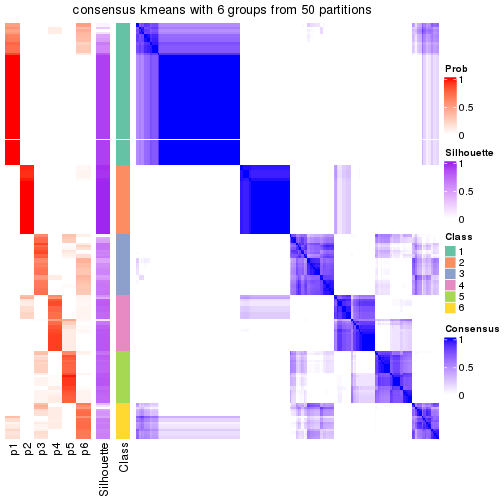 consensus kmeans with 6 groups from 50 partitions
Prob
1
0.5
0
Silhouette
1
0.5
0
Class
1
2
3
4
5
6
Consensus
1
0.5
0
p1
p2
p3
p4
p5
p6
Silhouette
Class